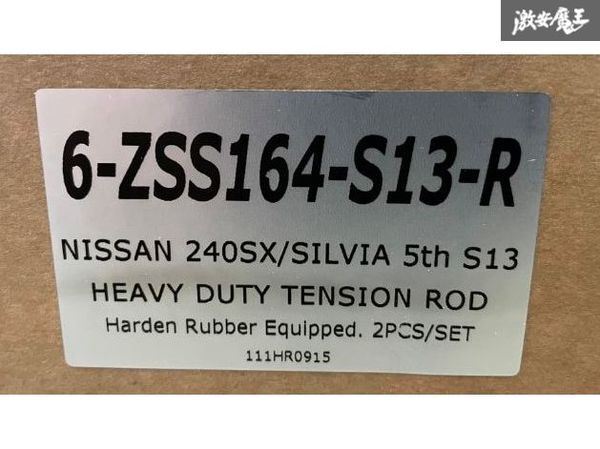 激安魔王
6-ZSS164-S13-R
NISSAN 240SX/SILVIA 5th S13
HEAVY DUTY TENSION ROD
Harden Rubber Equipped. 2PCS/SET
111HR0915